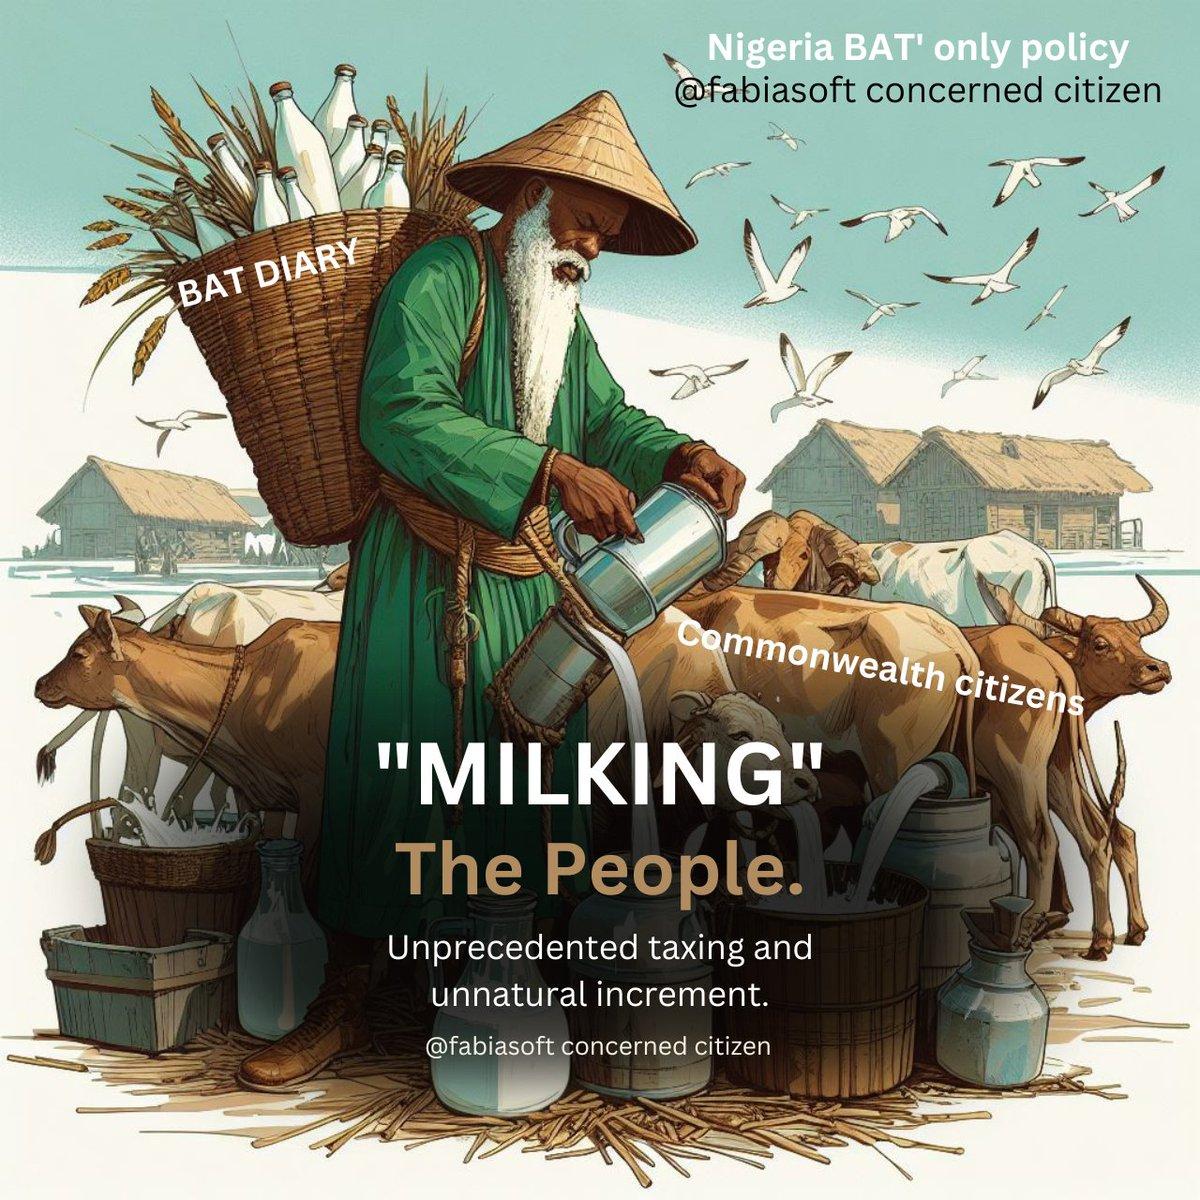 Nigeria BAT' only policy
@fabiasoft concerned citizen
BAT DIARY
Commonwealth citizens
"MILKING"
The People.
Unprecedented taxing and
unnatural increment.
@fabiasoft concerned citizen